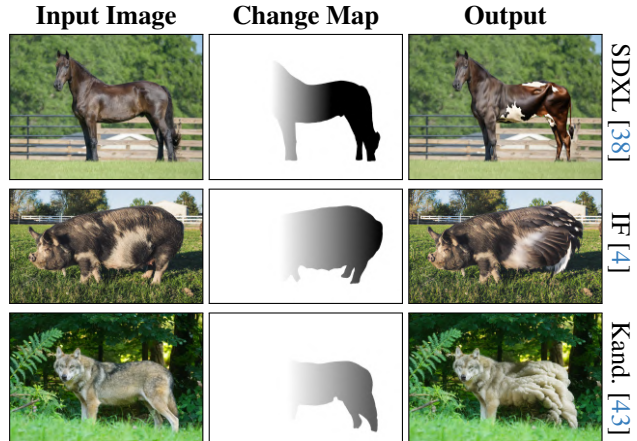 Input Image
Change Map
Output
SDXL [38]
IF [4]
Kand. [43]